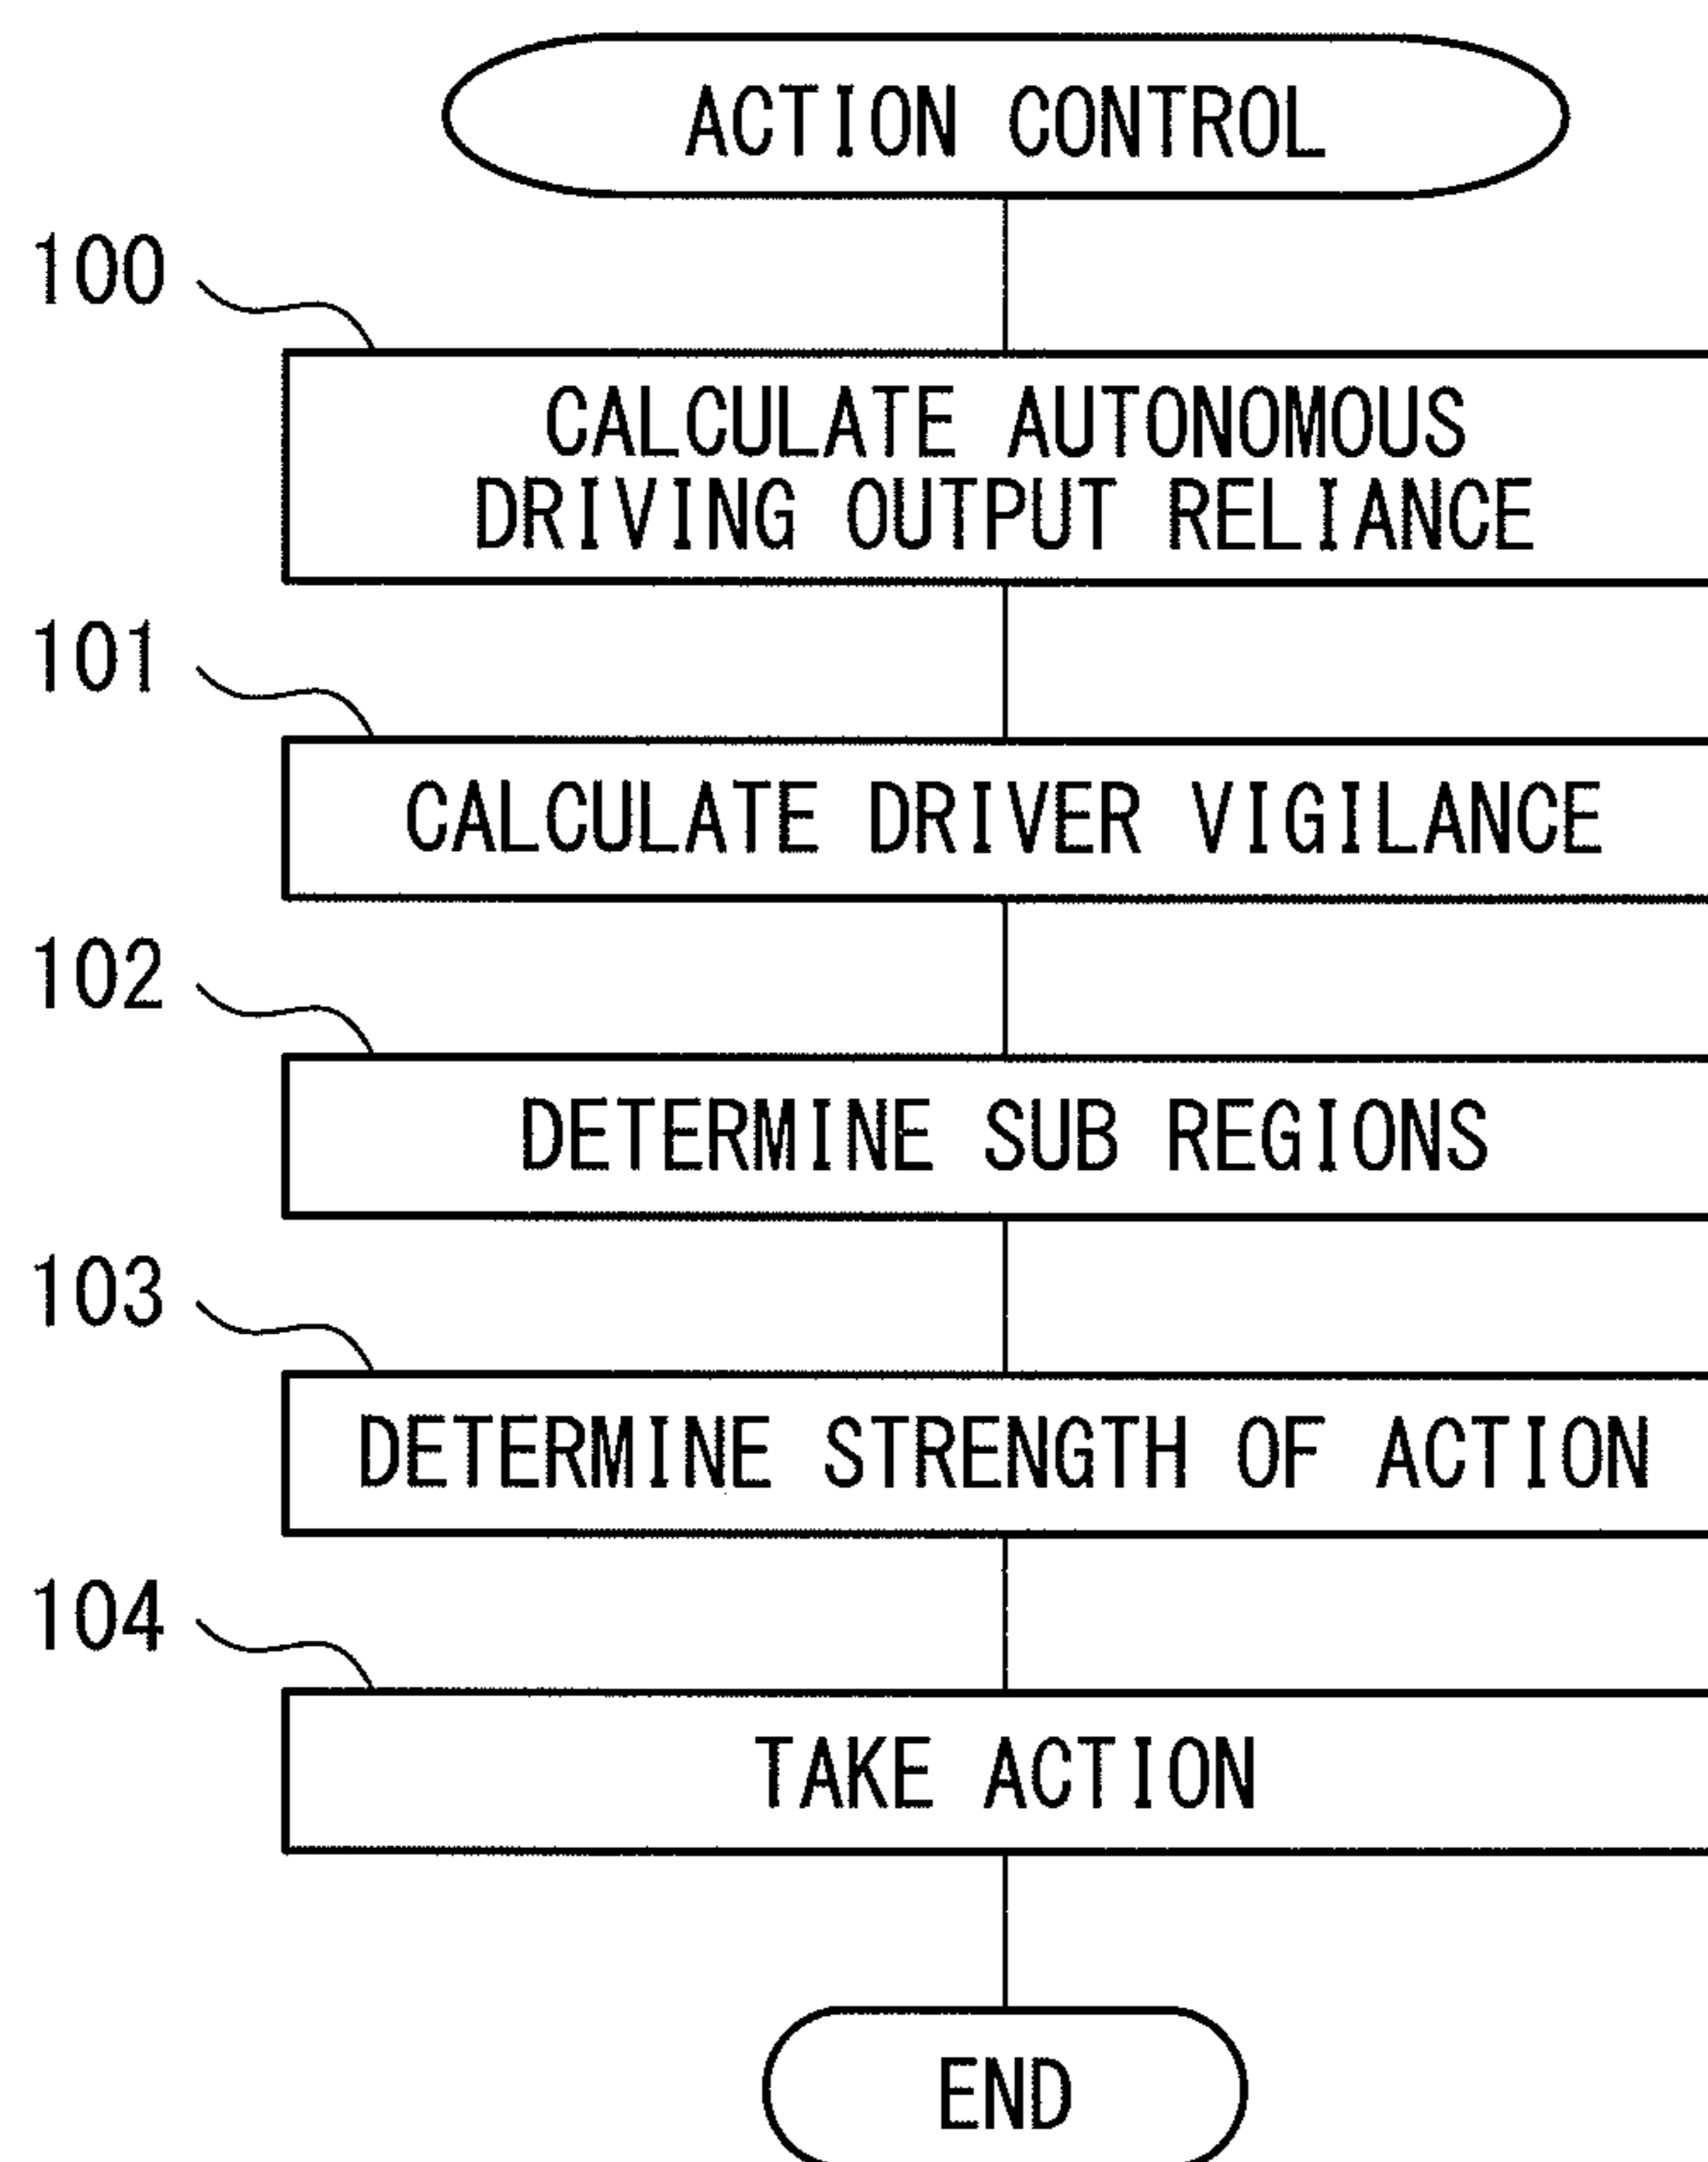 ACTION CONTROL
100
CALCULATE AUTONOMOUS
DRIVING OUTPUT RELIANCE
101
CALCULATE DRIVER VIGILANCE
102
DETERMINE SUB REGIONS
103
DETERMINE STRENGTH OF ACTION
104
TAKE ACTION
END